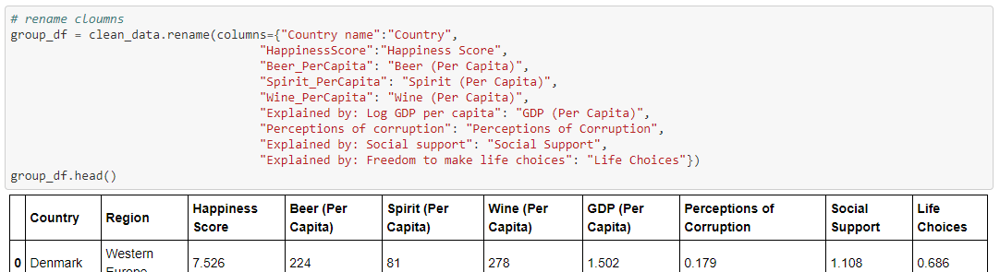 # rename cloumns
group_df = clean_data.rename(columns={"Country name":"Country",
"HappinessScore":"Happiness Score",
"Beer_PerCapita": "Beer (Per Capita)",
"Spirit_PerCapita": "Spirit (Per Capita)",
"Wine_PerCapita": "Wine (Per Capita)",
"Explained by: Log GDP per capita": "GDP (Per Capita)",
"Perceptions of corruption": "Perceptions of Corruption",
"Explained by: Social support": "Social Support",
"Explained by: Freedom to make life choices": "Life Choices"})
group_df.head()
Country Region Happiness Score Beer (Per Capita) Spirit (Per Capita) Wine (Per Capita) GDP (Per Capita) Perceptions of Corruption Social Support Life Choices
0 Denmark Western Europe 7.526 224 81 278 1.502 0.179 1.108 0.686